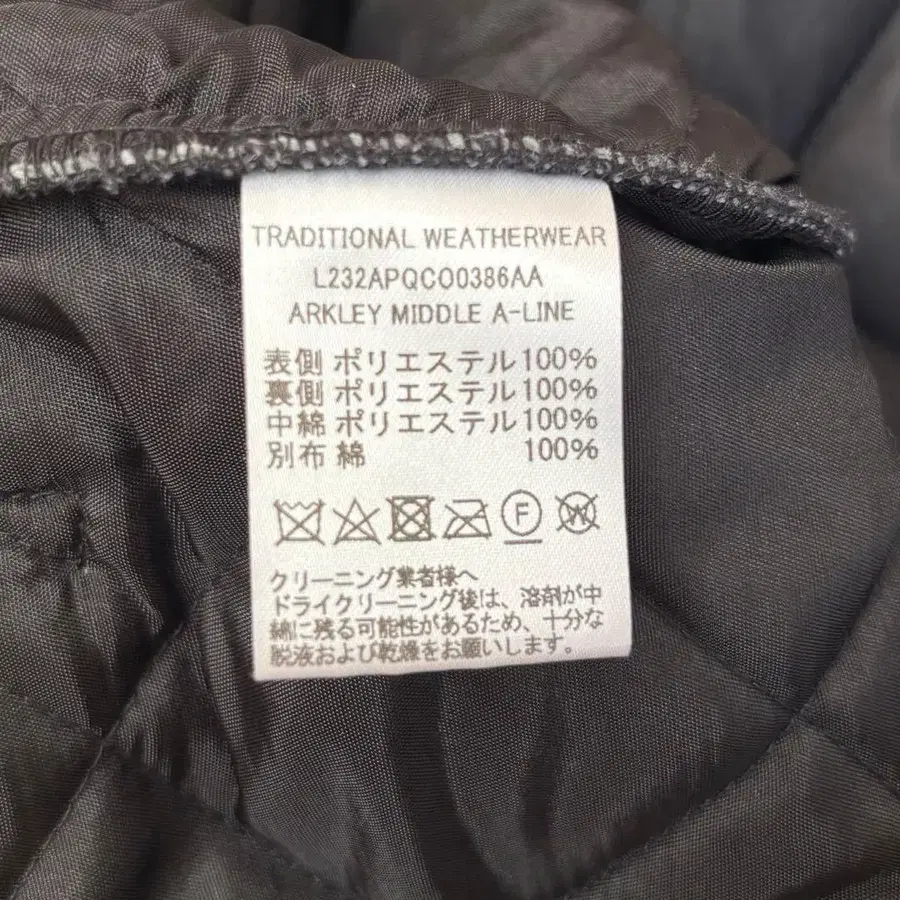 TRADITIONAL WEATHERWEAR
L232APQCO0386AA
ARKLEY MIDDLE A-LINE
表側 ポリエステル100%
裏側 ポリエステル100%
中綿 ポリエステル100%
別布 綿 100%
F W
クリーニング業者様へ
ドライクリーニング後は、溶剤が中
綿に残る可能性があるため、十分な
脱液および乾燥をお願いします。